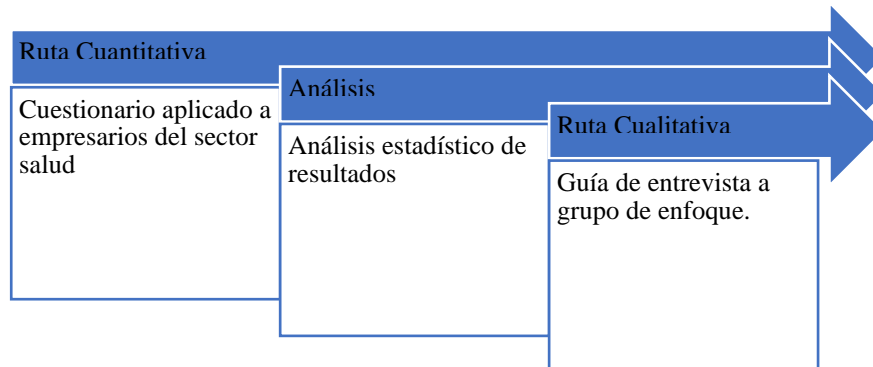 Ruta Cuantitativa
Cuestionario aplicado a
empresarios del sector
salud
Análisis
Análisis estadístico de
resultados
Ruta Cualitativa
Guía de entrevista a
grupo de enfoque.